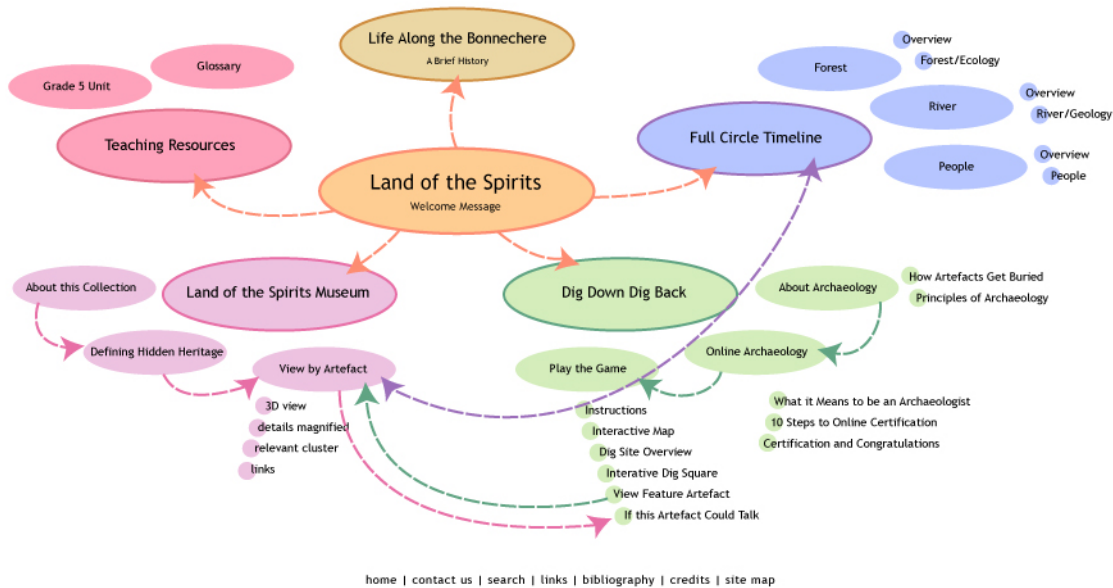 Life Along the Bonnechere
A Brief History
Glossary
Grade 5 Unit
Teaching Resources
Land of the Spirits
Welcome Message
Full Circle Timeline
Forest
Overview
Forest/Ecology
River
Overview
River/Geology
People
Overview
People
About this Collection
Land of the Spirits Museum
Defining Hidden Heritage
View by Artefact
3D view
details magnified
relevant cluster
links
Dig Down Dig Back
About Archaeology
How Artefacts Get Buried
Principles of Archaeology
Online Archaeology
What it Means to be an Archaeologist
10 Steps to Online Certification
Certification and Congratulations
Play the Game
Instructions
Interactive Map
Dig Site Overview
Interative Dig Square
View Feature Artefact
If this Artefact Could Talk
home | contact us | search | links | bibliography | credits | site map